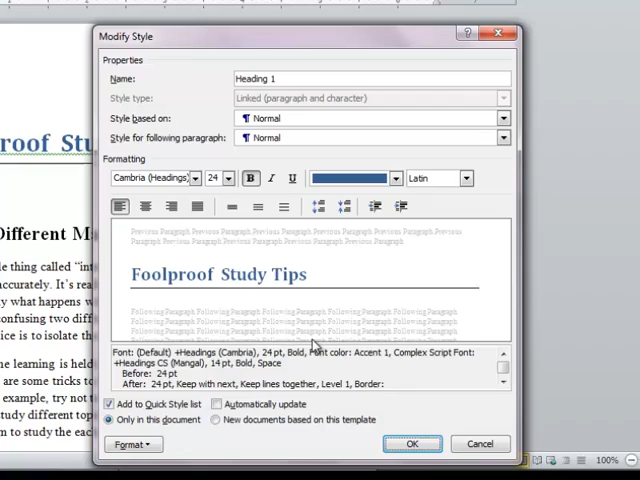 Modify Style
Properties
Name: Heading 1
Style type: Linked (paragraph and character)
Style based on: ¶ Normal
Style for following paragraph: ¶ Normal
Formatting
Cambria (Headings) 24 B I U Latin
Previous Paragraph Previous Paragraph Previous Paragraph Previous Paragraph Previous
Paragraph Previous Paragraph Previous Paragraph Previous Paragraph
Foolproof Study Tips
Following Paragraph Following Paragraph Following Paragraph Following Paragraph
Following Paragraph Following Paragraph Following Paragraph Following Paragraph
Following Paragraph Following Paragraph Following Paragraph Following Paragraph
Font: (Default) +Headings (Cambria), 24 pt, Bold, Font color: Accent 1, Complex Script Font:
+Headings CS (Mangal), 14 pt, Bold, Space
Before: 24 pt
After: 24 pt, Keep with next, Keep lines together, Level 1, Border:
Add to Quick Style list Automatically update
Only in this document New documents based on this template
Format OK Cancel
roof Stu
Different M
le thing called "int
accurately. It's rea
y what happens w
confusing two diff
ice is to isolate th
he learning is held
are some tricks to
example, try not t
study different top
m to study the eac
100%